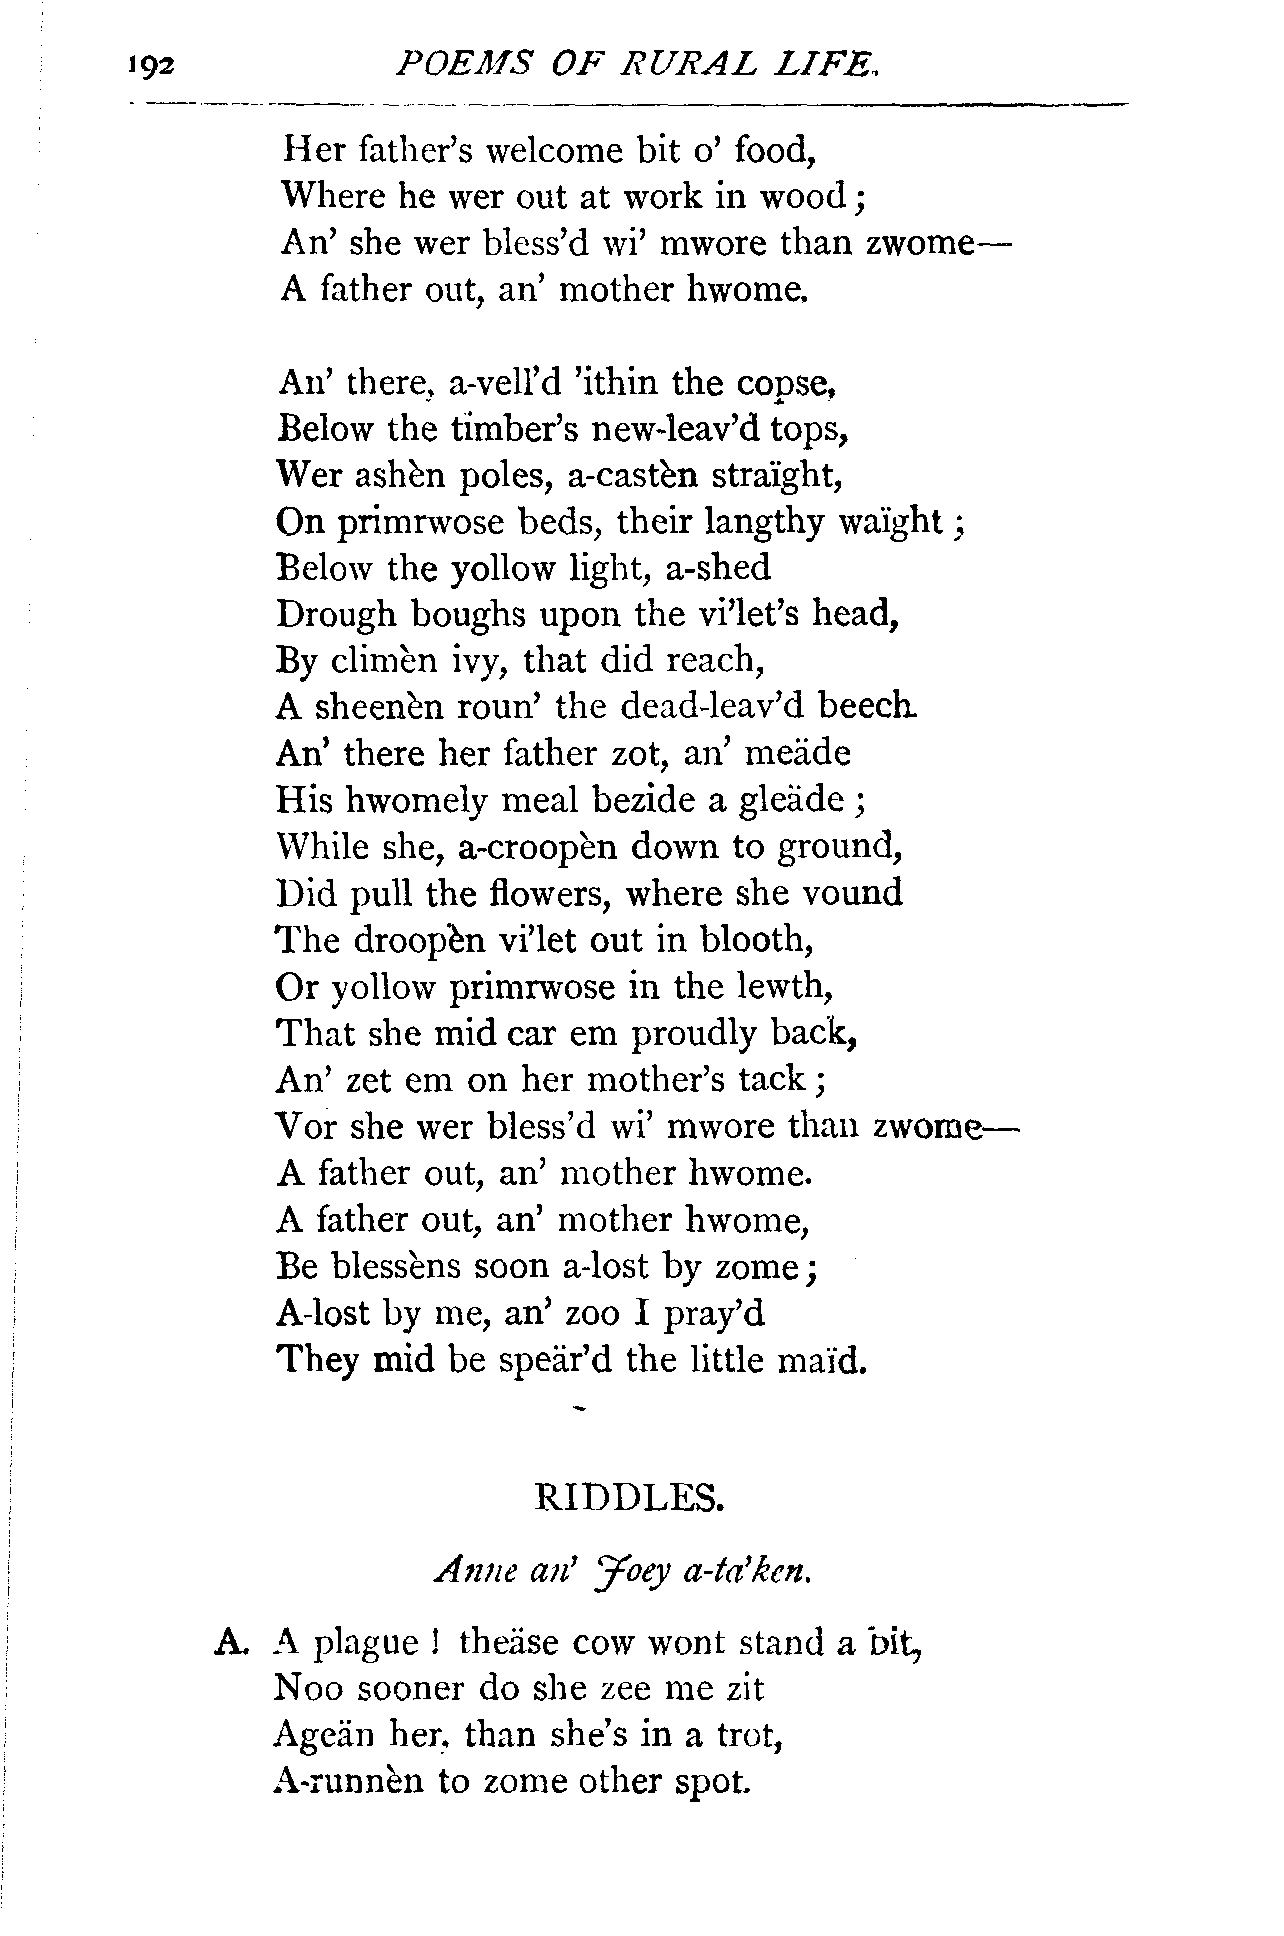 192 POEMS OF RURAL LIFE.
Her father's welcome bit o' food,
Where he wer out at work in wood;
An' she wer bless'd wi' mwore than zwome—
A father out, an' mother hwome.
An' there, a-vell'd 'ithin the copse,
Below the timber's new-leav'd tops,
Wer ashèn poles, a-castèn straïght,
On primrwose beds, their langthy waïght;
Below the yollow light, a-shed
Drough boughs upon the vi'let's head,
By climèn ivy, that did reach,
A sheenèn roun' the dead-leav'd beech.
An' there her father zot, an' meäde
His hwomely meal bezide a gleäde;
While she, a-croopèn down to ground,
Did pull the flowers, where she vound
The droopèn vi'let out in blooth,
Or yollow primrwose in the lewth,
That she mid car em proudly back,
An' zet em on her mother's tack;
Vor she wer bless'd wi' mwore than zwome—
A father out, an' mother hwome.
A father out, an' mother hwome,
Be blessèns soon a-lost by zome;
A-lost by me, an' zoo I pray'd
They mid be speär'd the little maïd.
RIDDLES.
Anne an' Joey a-ta'ken.
A. A plague! theäse cow wont stand a bit,
Noo sooner do she zee me zit
Ageän her, than she's in a trot,
A-runnèn to zome other spot.